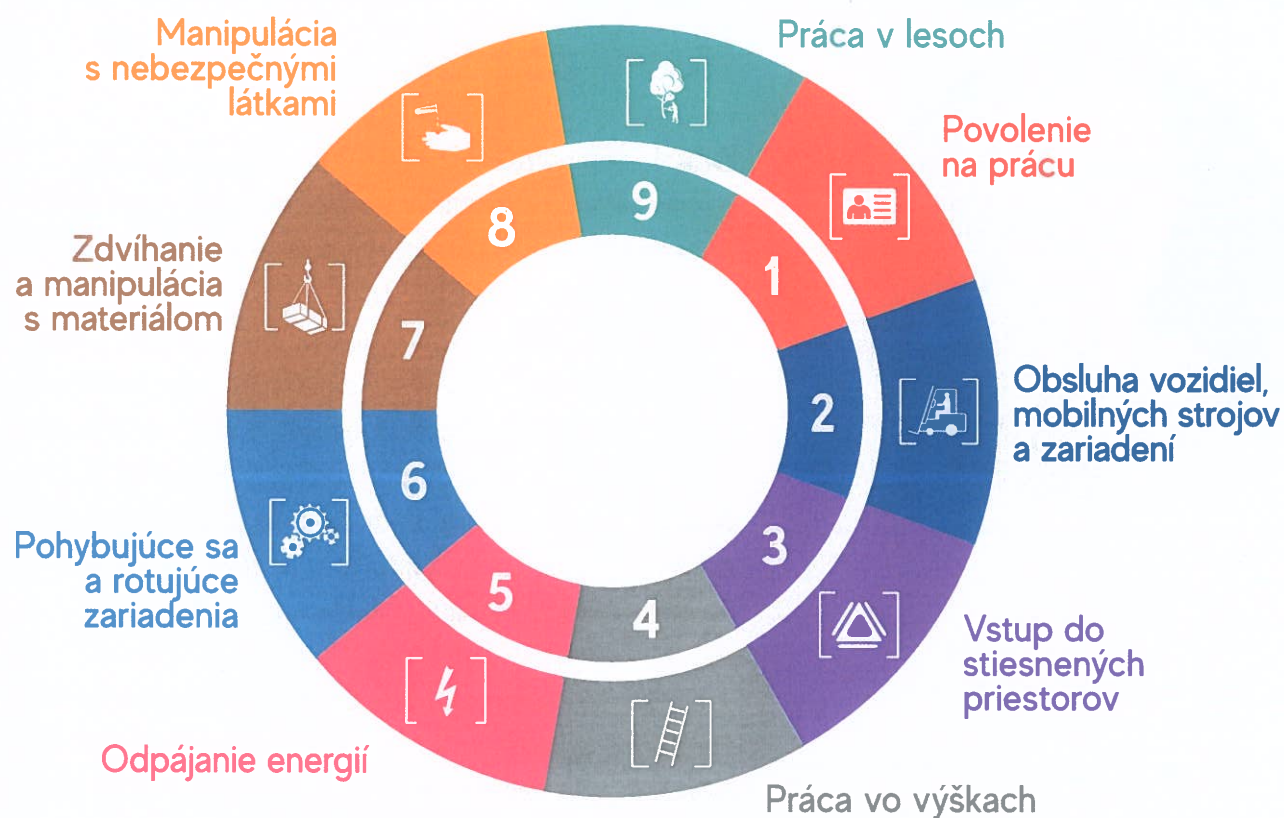 Práca v lesoch
9
Povolenie
na prácu
1
Obsluha vozidiel,
mobilných strojov
a zariadení
2
Vstup do
stiesnených
priestorov
3
Práca vo výškach
4
Odpájanie energií
5
Pohybujúce sa
a rotujúce
zariadenia
6
Zdvíhanie
a manipulácia
s materiálom
7
Manipulácia
s nebezpečnými
látkami
8